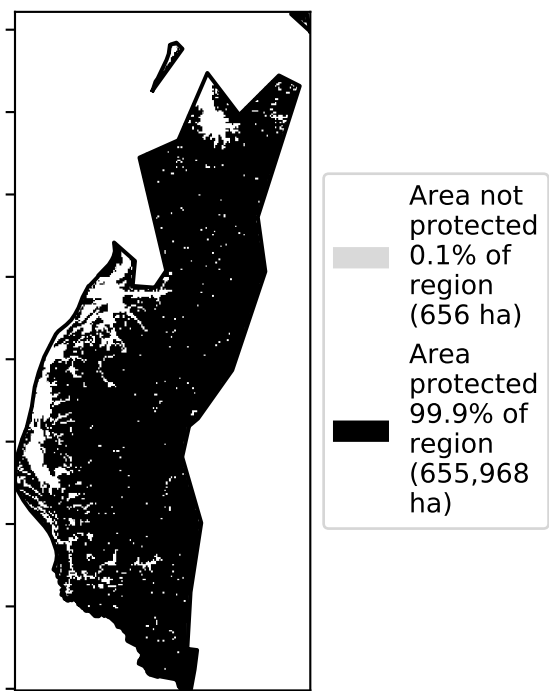 Area not
protected
0.1% of
region
(656 ha)
Area
protected
99.9% of
region
(655,968
ha)